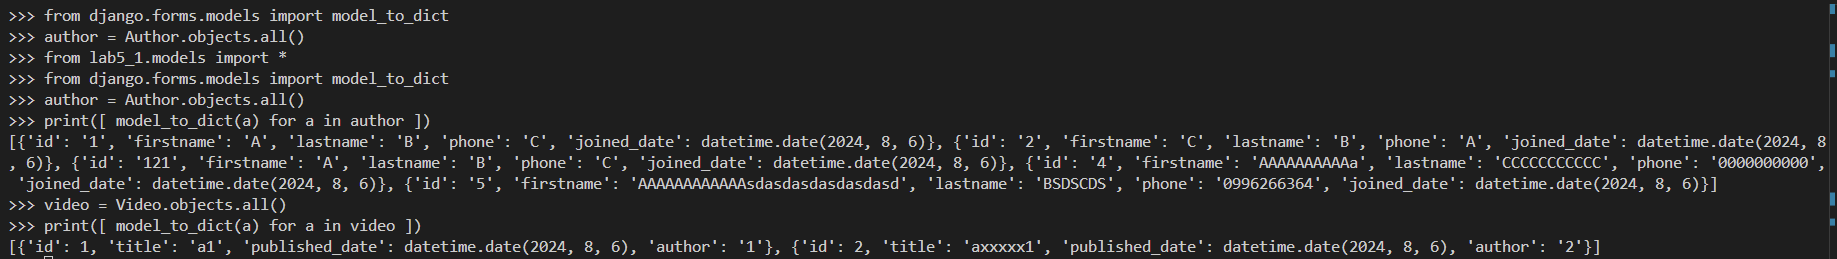 >>> from django.forms.models import model_to_dict
>>> author = Author.objects.all()
>>> from lab5_1.models import *
>>> from django.forms.models import model_to_dict
>>> author = Author.objects.all()
>>> print([ model_to_dict(a) for a in author ])
[{'id': '1', 'firstname': 'A', 'lastname': 'B', 'phone': 'C', 'joined_date': datetime.date(2024, 8, 6)}, {'id': '2', 'firstname': 'C', 'lastname': 'B', 'phone': 'A', 'joined_date': datetime.date(2024, 8
, 6)}, {'id': '121', 'firstname': 'A', 'lastname': 'B', 'phone': 'C', 'joined_date': datetime.date(2024, 8, 6)}, {'id': '4', 'firstname': 'AAAAAAAAAAa', 'lastname': 'CCCCCCCCCCC', 'phone': '0000000000',
 'joined_date': datetime.date(2024, 8, 6)}, {'id': '5', 'firstname': 'AAAAAAAAAAAAsdasdasdasdasdasd', 'lastname': 'BSDSCDS', 'phone': '0996266364', 'joined_date': datetime.date(2024, 8, 6)}]
>>> video = Video.objects.all()
>>> print([ model_to_dict(a) for a in video ])
[{'id': 1, 'title': 'a1', 'published_date': datetime.date(2024, 8, 6), 'author': '1'}, {'id': 2, 'title': 'axxxxx1', 'published_date': datetime.date(2024, 8, 6), 'author': '2'}]